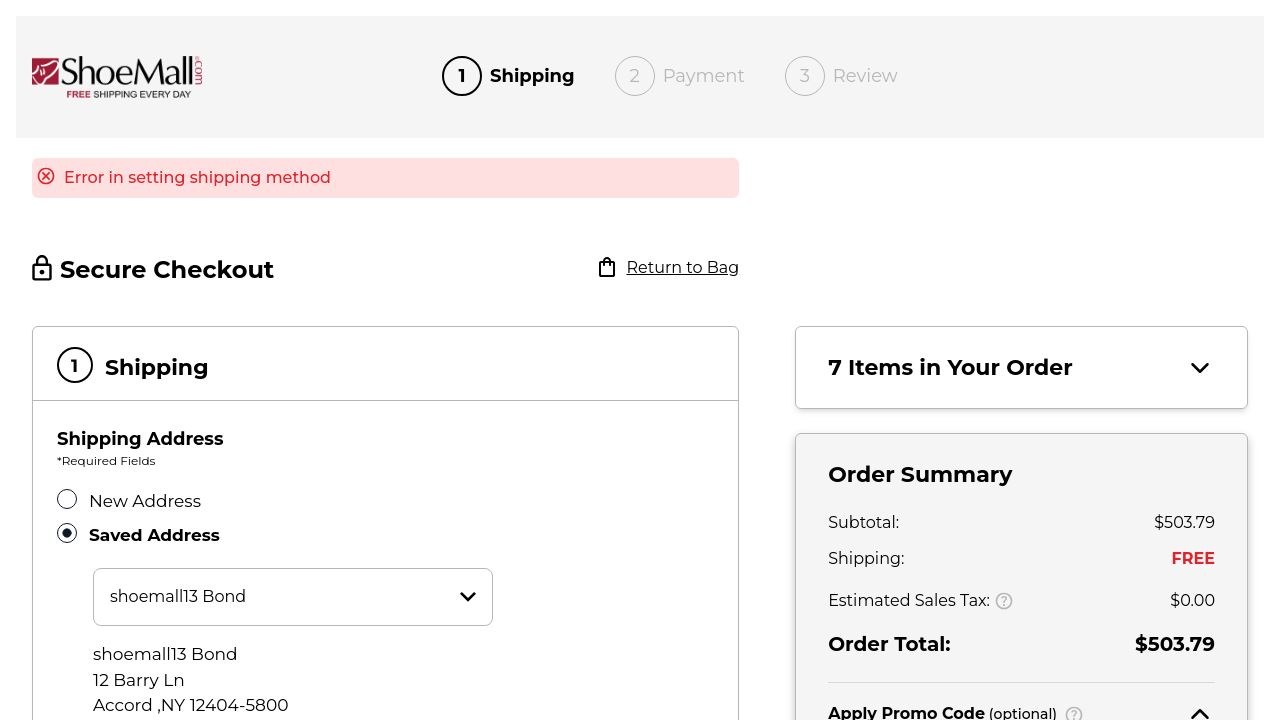 ShoeMall.com
FREE SHIPPING EVERY DAY
1 Shipping
2 Payment
3 Review
Error in setting shipping method
Secure Checkout
Return to Bag
1 Shipping
Shipping Address
*Required Fields
New Address
Saved Address
shoemall13 Bond
shoemall13 Bond
12 Barry Ln
Accord ,NY 12404-5800
7 Items in Your Order
Order Summary
Subtotal: $503.79
Shipping: FREE
Estimated Sales Tax: ? $0.00
Order Total: $503.79
Apply Promo Code (optional) ?